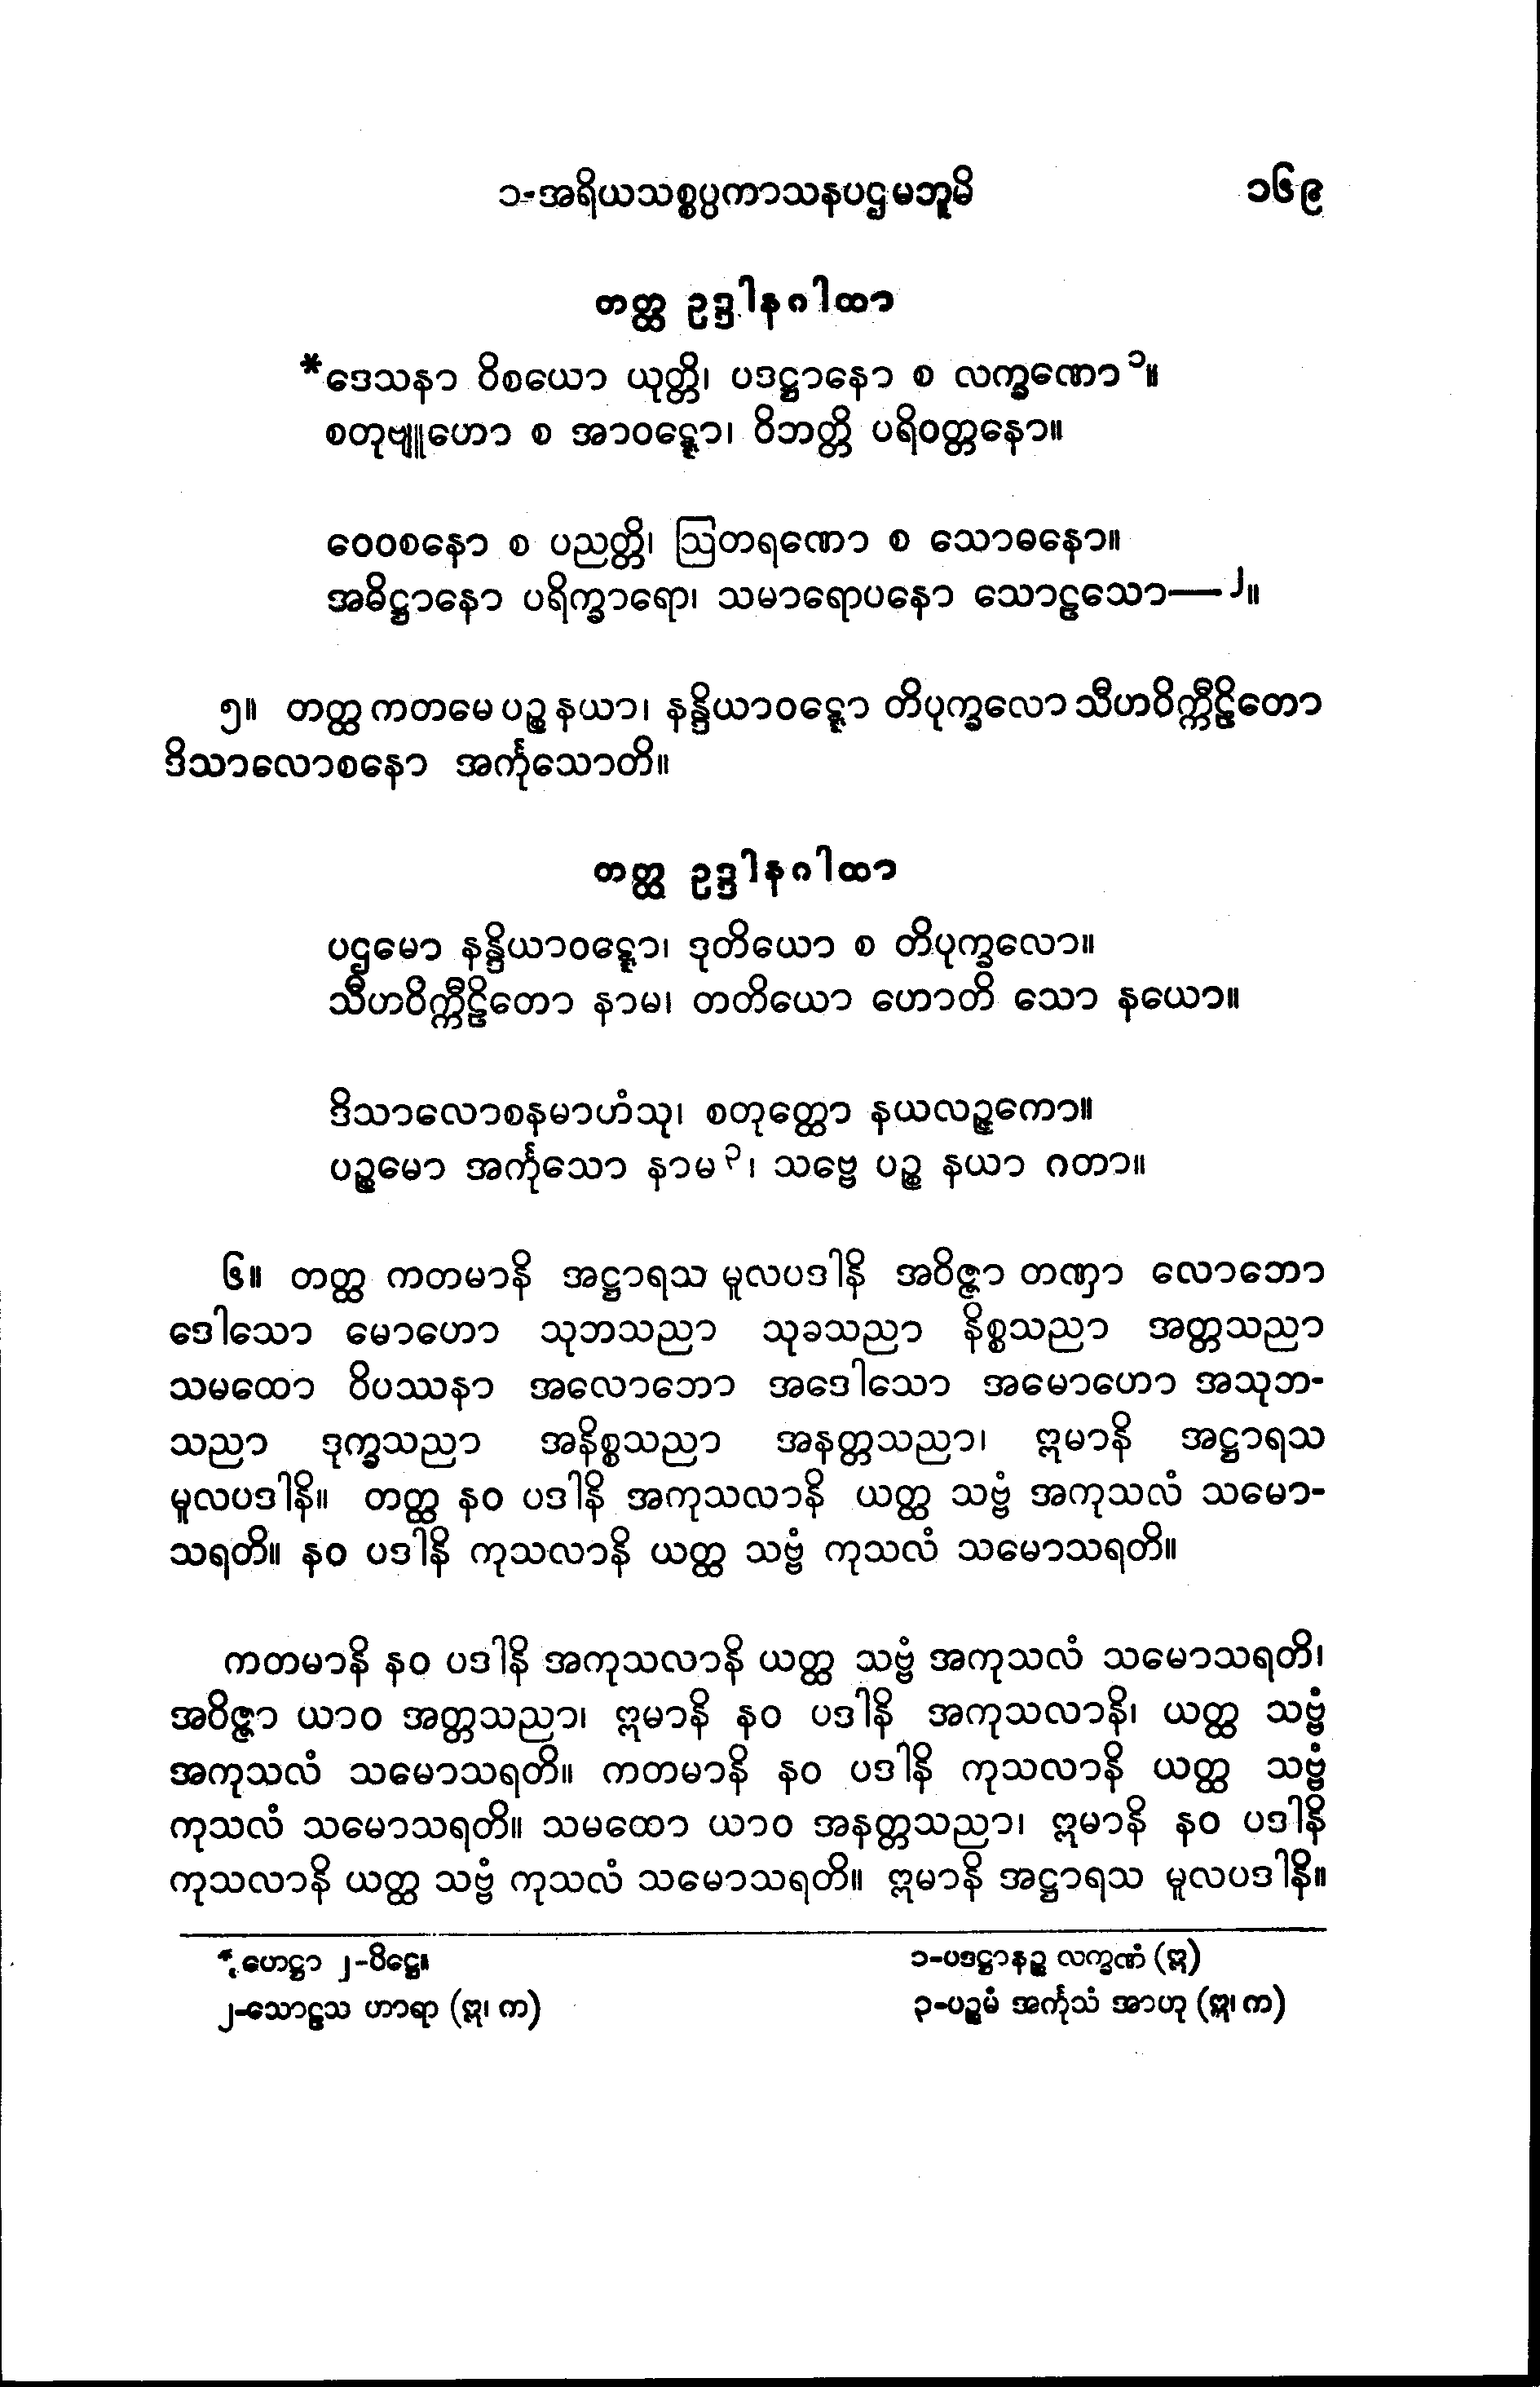 ၁-အရိယသစ္စပ္ပကာသနပဌမဘူမိ ၁၆၉
တတ္ထ ဥဒ္ဒါနဂါထာ
*ဒေသနာ ဝိစယော ယုတ္တိ၊ ပဒဋ္ဌာနော စ လက္ခဏော၁။
စတုဗျူဟော စ အာဝဋ္ဋော၊ ဝိဘတ္တိ ပရိဝတ္တနော။
ဝေဝစနော စ ပညတ္တိ၊ ဩတရဏော စ သောဓနော။
အဓိဋ္ဌာနော ပရိက္ခာရော၊ သမာရောပနော သောဠသော—၂။
၅။ တတ္ထ ကတမေ ပဉ္စ နယာ၊ နန္ဒိယာဝဋ္ဋော တိပုက္ခလော သီဟဝိက္ကီဠိတော
ဒိသာလောစနော အင်္ကုသောတိ။
တတ္ထ ဥဒ္ဒါနဂါထာ
ပဌမော နန္ဒိယာဝဋ္ဋော၊ ဒုတိယော စ တိပုက္ခလော။
သီဟဝိက္ကီဠိတော နာမ၊ တတိယော ဟောတိ သော နယော။
ဒိသာလောစနမာဟံသု၊ စတုတ္ထော နယလဉ္ဇကော။
ပဉ္စမော အင်္ကုသော နာမ၃၊ သဗ္ဗေ ပဉ္စ နယာ ဂတာ။
၆။ တတ္ထ ကတမာနိ အဋ္ဌာရသ မူလပဒါနိ အဝိဇ္ဇာ တဏှာ လောဘော
ဒေါသော မောဟော သုဘသညာ သုခသညာ နိစ္စသညာ အတ္တသညာ
သမထော ဝိပဿနာ အလောဘော အဒေါသော အမောဟော အသုဘ-
သညာ ဒုက္ခသညာ အနိစ္စသညာ အနတ္တသညာ၊ ဣမာနိ အဋ္ဌာရသ
မူလပဒါနိ။ တတ္ထ နဝ ပဒါနိ အကုသလာနိ ယတ္ထ သဗ္ဗံ အကုသလံ သမော-
သရတိ။ နဝ ပဒါနိ ကုသလာနိ ယတ္ထ သဗ္ဗံ ကုသလံ သမောသရတိ။
ကတမာနိ နဝ ပဒါနိ အကုသလာနိ ယတ္ထ သဗ္ဗံ အကုသလံ သမောသရတိ၊
အဝိဇ္ဇာ ယာဝ အတ္တသညာ၊ ဣမာနိ နဝ ပဒါနိ အကုသလာနိ၊ ယတ္ထ သဗ္ဗံ
အကုသလံ သမောသရတိ။ ကတမာနိ နဝ ပဒါနိ ကုသလာနိ ယတ္ထ သဗ္ဗံ
ကုသလံ သမောသရတိ။ သမထော ယာဝ အနတ္တသညာ၊ ဣမာနိ နဝ ပဒါနိ
ကုသလာနိ ယတ္ထ သဗ္ဗံ ကုသလံ သမောသရတိ။ ဣမာနိ အဋ္ဌာရသ မူလပဒါနိ။
*ဟေဋ္ဌာ ၂-ပိဋ္ဌေ။ ၁-ပဒဋ္ဌာနဉ္စ လက္ခဏံ (ဣ)
၂-သောဠသ ဟာရာ (ဣ၊ က) ၃-ပဉ္စမံ အင်္ကုသံ အာဟု (ဣ၊ က)